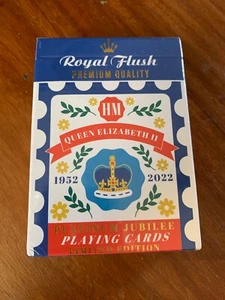 Royal Flush
PREMIUM QUALITY
HM
QUEEN ELIZABETH II
1952 2022
PLATINUM JUBILEE
PLAYING CARDS
LIMITED EDITION